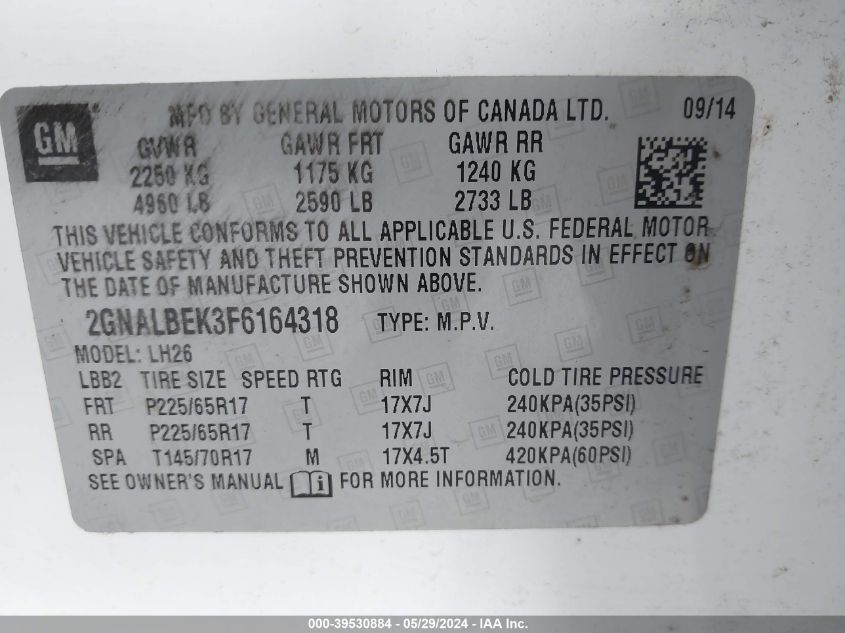 GM
MFD BY GENERAL MOTORS OF CANADA LTD. 09/14
GVWR GAWR FRT GAWR RR
2250 KG 1175 KG 1240 KG
4960 LB 2590 LB 2733 LB
THIS VEHICLE CONFORMS TO ALL APPLICABLE U.S. FEDERAL MOTOR
VEHICLE SAFETY AND THEFT PREVENTION STANDARDS IN EFFECT ON
THE DATE OF MANUFACTURE SHOWN ABOVE.
2GNALBEK3F6164318 TYPE: M.P.V.
MODEL: LH26
LBB2 TIRE SIZE SPEED RTG RIM COLD TIRE PRESSURE
FRT P225/65R17 T 17X7J 240KPA(35PSI)
RR P225/65R17 T 17X7J 240KPA(35PSI)
SPA T145/70R17 M 17X4.5T 420KPA(60PSI)
SEE OWNER'S MANUAL FOR MORE INFORMATION.
000-39530884 - 05/29/2024 - IAA Inc.